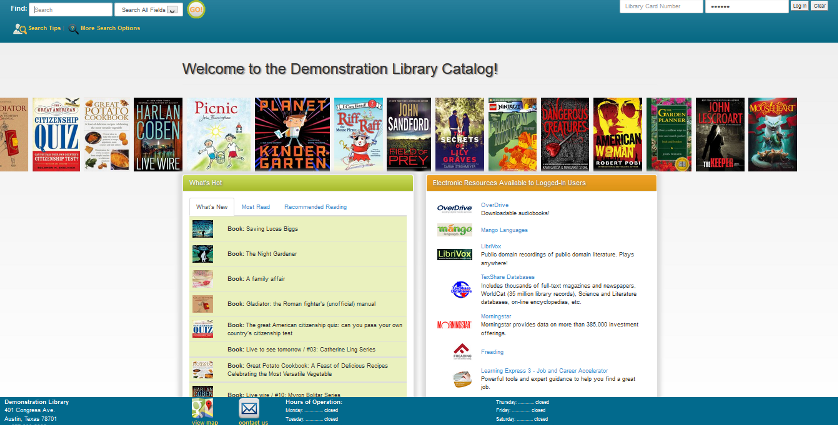 Find: Search Search All Fields GO!
Library Card Number Log in Clear
Search Tips More Search Options
Welcome to the Demonstration Library Catalog!
THE GREAT AMERICAN
CITIZENSHIP
QUIZ
GREAT
POTATO
COOKBOOK
HARLAN
COBEN
LIVE WIRE
Picnic
PLANET
KINDER-
GARTEN
Riff
Raff
JOHN
SANDFORD
FIELD OF
PREY
SECRETS
LILY
GRAVES
NINJAGO
DANGEROUS
CREATURES
AMERICAN
WOMAN
ROBERT POBI
GARDEN
PLANNER
JOHN
LESCROART
THE KEEPER
MOUSEHEART
What's Hot
What's New Most Read Recommended Reading
Book: Saving Lucas Biggs
Book: The Night Gardener
Book: A family affair
Book: Gladiator: the Roman fighter's (unofficial) manual
Book: The great American citizenship quiz: can you pass your own
country's citizenship test
Book: Live to see tomorrow / #03: Catherine Ling Series
Book: Great Potato Cookbook: A Feast of Delicious Recipes
Celebrating the Most Versatile Vegetable
Book: Live wire / #10: Myron Bolitar Series
Electronic Resources Available to Logged-in Users
OverDrive
OverDrive
Downloadable audiobooks!
mango
Mango Languages
LibriVox
LibriVox
Public domain recordings of public domain literature. Plays
anywhere!
TexShare Databases
Includes thousands of full-text magazines and newspapers.
WorldCat (35 million library records), Science and Literature
databases, on-line encyclopedias, etc.
MORNINGSTAR
Morningstar
Morningstar provides data on more than 385,000 investment
offerings.
FREADING
Freading
Learning Express 3 - Job and Career Accelerator
Powerful tools and expert guidance to help you find a great
job.
Demonstration Library
401 Congress Ave.
Austin, Texas 78701
view map
contact us
Hours of Operation:
Monday ............ closed
Tuesday ............ closed
Thursday ............ closed
Friday ............ closed
Saturday ............ closed